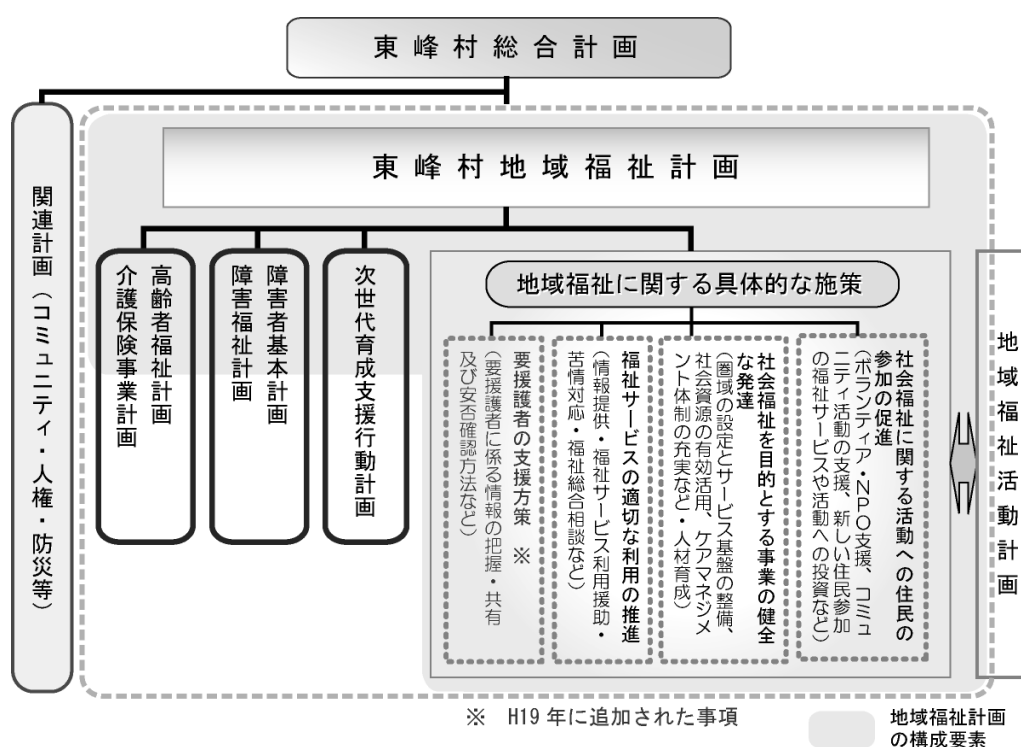 東峰村総合計画
関連計画（コミュニティ・人権・防災等）
東峰村地域福祉計画
高齢者福祉計画
介護保険事業計画
障害者基本計画
障害福祉計画
次世代育成支援行動計画
地域福祉に関する具体的な施策
要援護者の支援方策　※
（要援護者に係る情報の把握・共有
及び安否確認方法など）
福祉サービスの適切な利用の推進
（情報提供・福祉サービス利用援助・
苦情対応・福祉総合相談など）
社会福祉を目的とする事業の健全
な発達
（圏域の設定とサービス基盤の整備、
社会資源の有効活用、ケアマネジメ
ント体制の充実など・人材育成）
社会福祉に関する活動への住民の
参加の促進
（ボランティア・NPO支援、コミュ
ニティ活動の支援、新しい住民参加
の福祉サービスや活動への投資など）
地域福祉活動計画
※　H19年に追加された事項
地域福祉計画
の構成要素